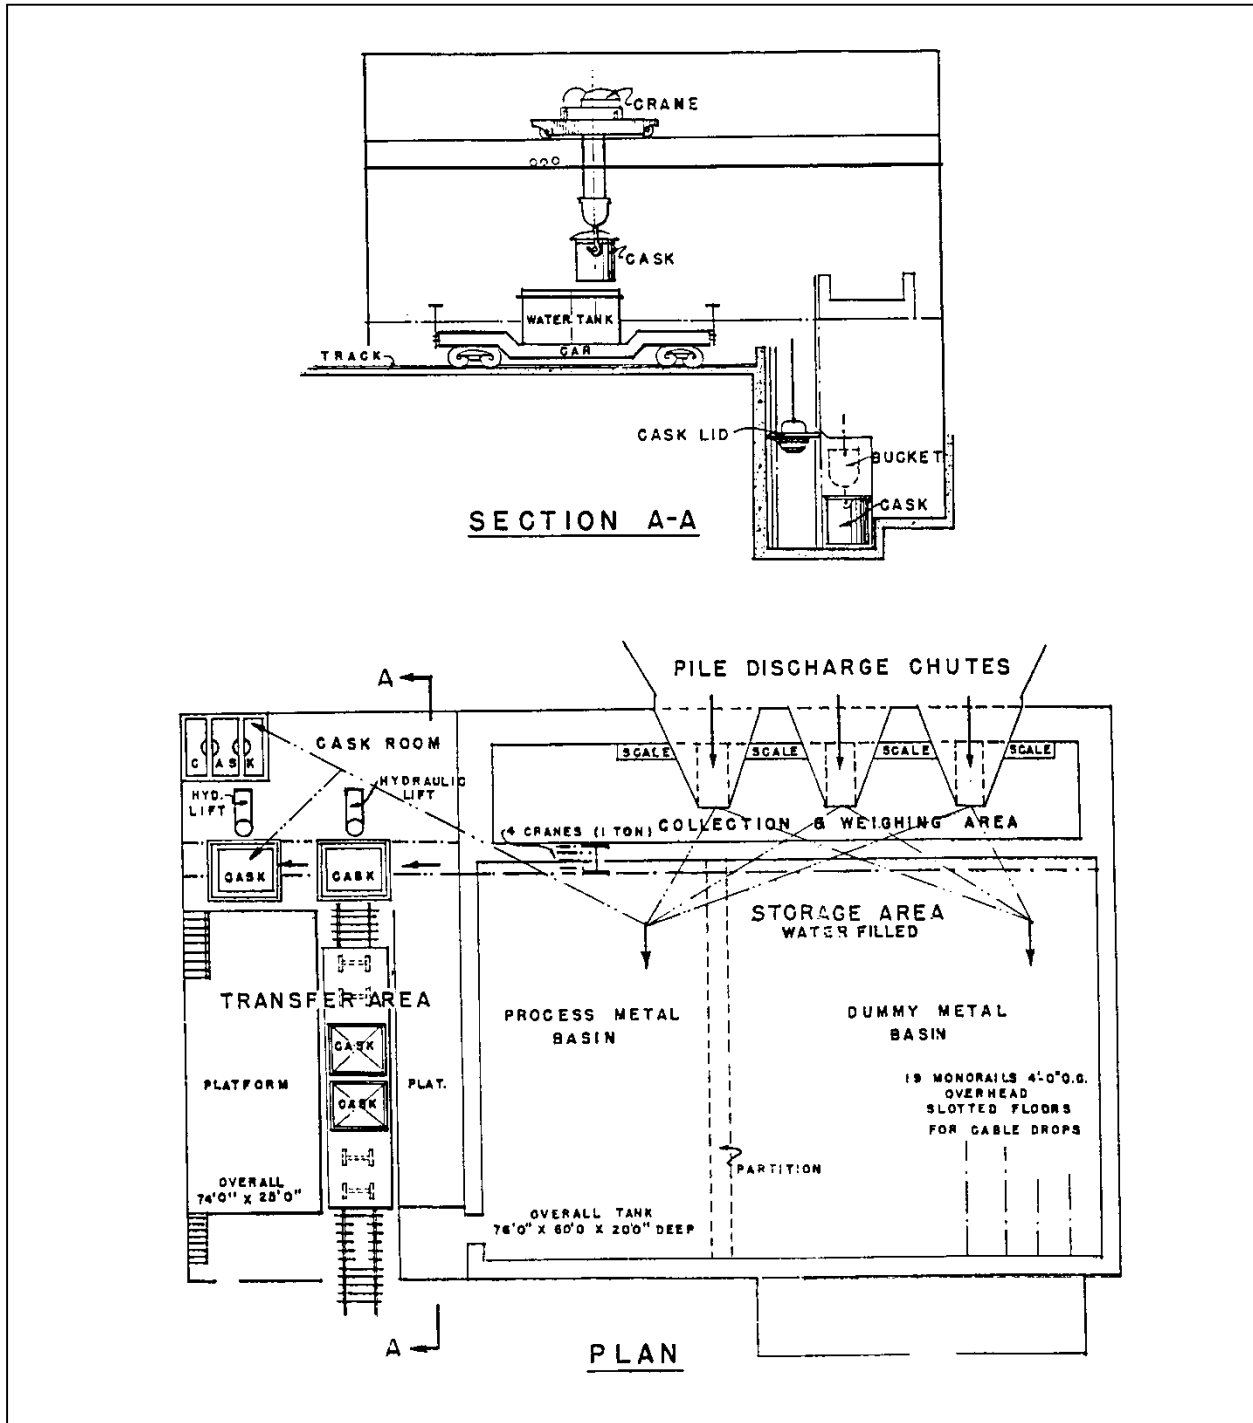 CRANE
CASK
WATER TANK
CAR
TRACK
CASK LID
BUCKET
CASK
SECTION A-A
PILE DISCHARGE CHUTES
A
CASK ROOM
CASK
SCALE
SCALE
SCALE
SCALE
HYD.
LIFT
HYDRAULIC
LIFT
COLLECTION & WEIGHING AREA
4 CRANES (1 TON)
CASK
CASK
STORAGE AREA
WATER FILLED
TRANSFER AREA
PROCESS METAL
BASIN
DUMMY METAL
BASIN
CASK
PLATFORM
PLAT.
CASK
19 MONORAILS 4'-0" O.C.
OVERHEAD
SLOTTED FLOORS
FOR CABLE DROPS
PARTITION
OVERALL
74'0" X 28'0"
OVERALL TANK
76'0" X 60'0 X 20'0" DEEP
A
PLAN